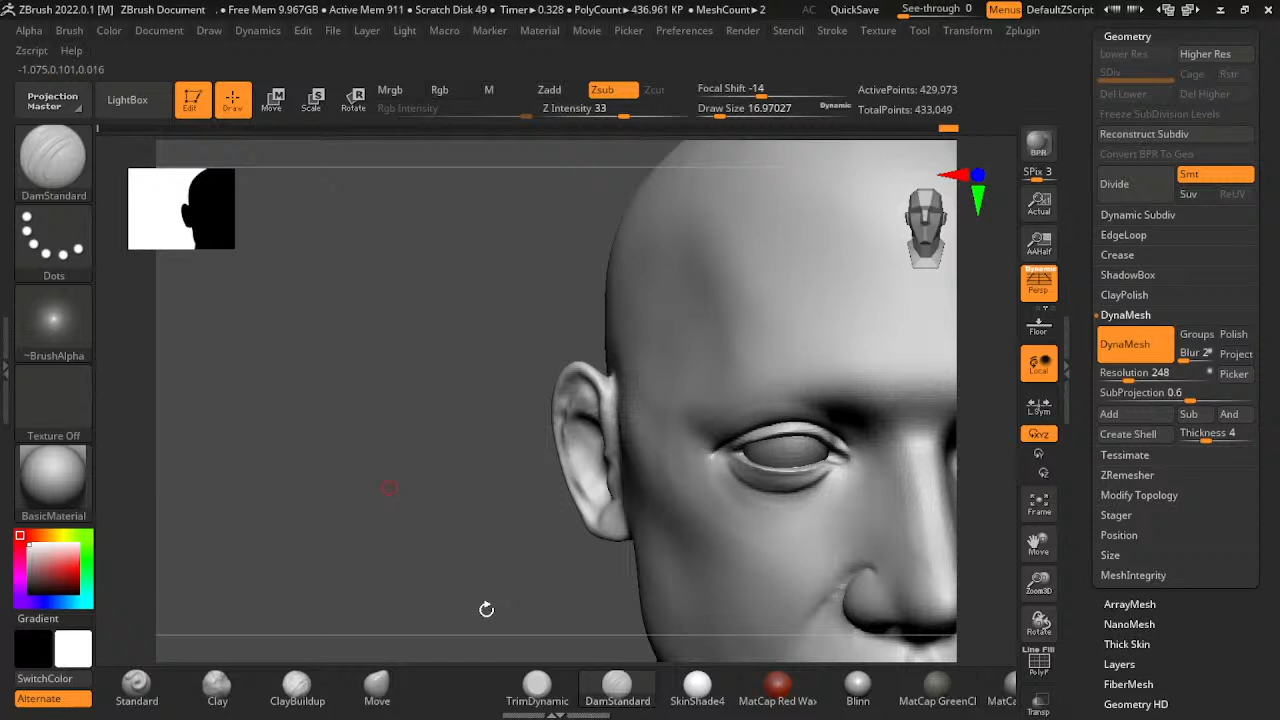 ZBrush 2022.0.1 [M] ZBrush Document . • Free Mem 9.967GB • Active Mem 911 • Scratch Disk 49 • Timer▸0.328 • PolyCount▸436.961 KP • MeshCount▸2 AC QuickSave See-through 0 Menus DefaultZScript
Alpha Brush Color Document Draw Dynamics Edit File Layer Light Macro Marker Material Movie Picker Preferences Render Stencil Stroke Texture Tool Transform Zplugin
Zscript Help
-1.075,0.101,0.016
Projection Master
LightBox
Edit
Draw
Move
Scale
Rotate
Mrgb Rgb M
Rgb Intensity
Zadd Zsub Zcut
Z Intensity 33
Focal Shift -14
Draw Size 16.97027 Dynamic
ActivePoints: 429,973
TotalPoints: 433,049
DamStandard
Dots
~BrushAlpha
Texture Off
BasicMaterial
Gradient
SwitchColor
Alternate
Standard
Clay
ClayBuildup
Move
TrimDynamic
DamStandard
SkinShade4
MatCap Red Wax
Blinn
MatCap GreenCl
MatCa
BPR
SPix 3
Actual
AAHalf
Dynamic
Persp
Floor
Local
L.Sym
XYZ
Frame
Move
Zoom3D
Rotate
Line Fill
PolyF
Transp
Geometry
Lower Res Higher Res
SDiv Cage Rstr
Del Lower Del Higher
Freeze SubDivision Levels
Reconstruct Subdiv
Convert BPR To Geo
Divide Smt
Suv ReUV
Dynamic Subdiv
EdgeLoop
Crease
ShadowBox
ClayPolish
DynaMesh
DynaMesh Groups Polish
Blur 2 Project
Resolution 248 Picker
SubProjection 0.6
Add Sub And
Create Shell Thickness 4
Tessimate
ZRemesher
Modify Topology
Stager
Position
Size
MeshIntegrity
ArrayMesh
NanoMesh
Thick Skin
Layers
FiberMesh
Geometry HD